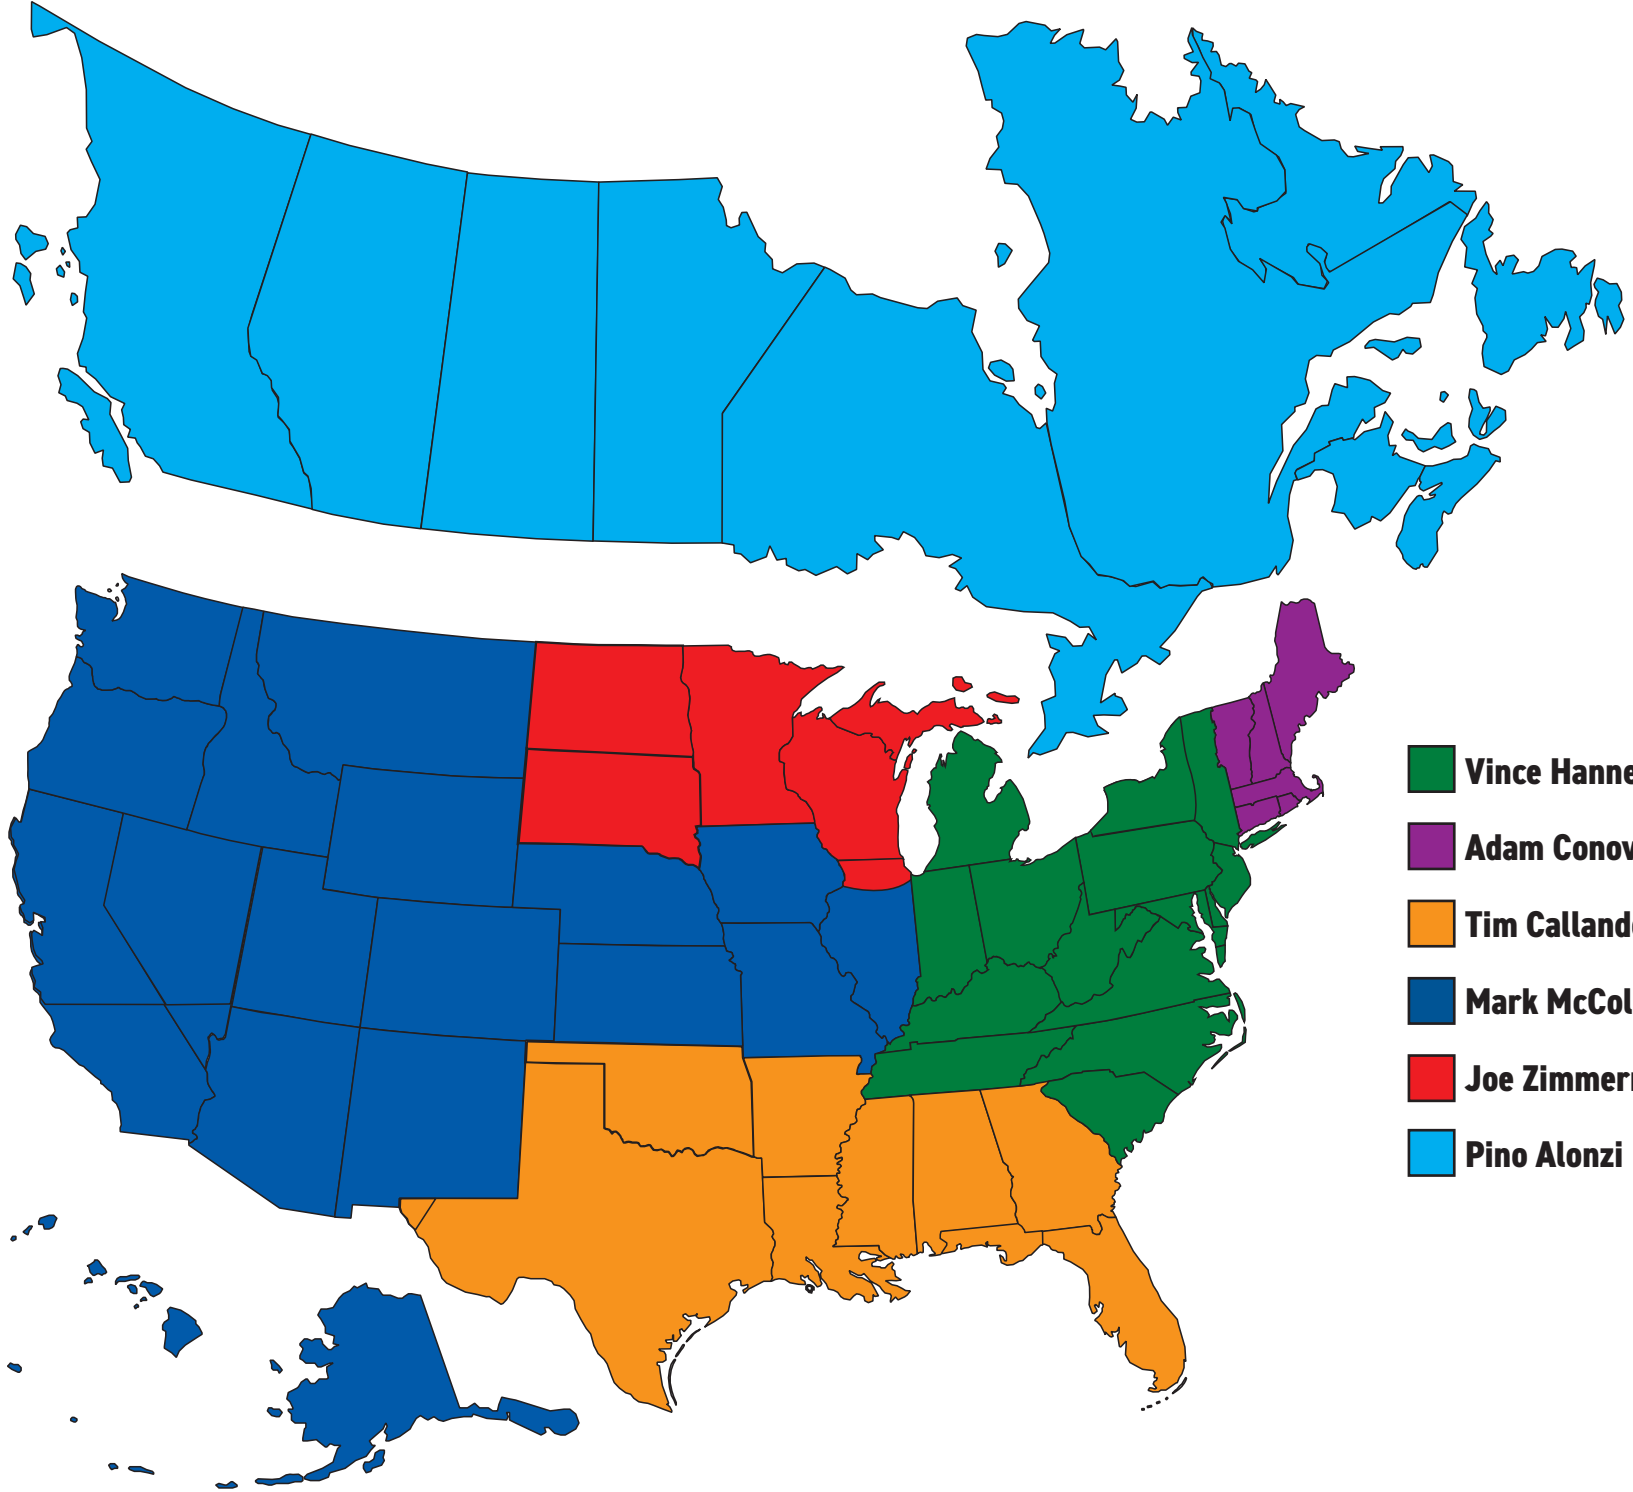 Vince Hanne
Adam Conov
Tim Calland
Mark McCol
Joe Zimmer
Pino Alonzi